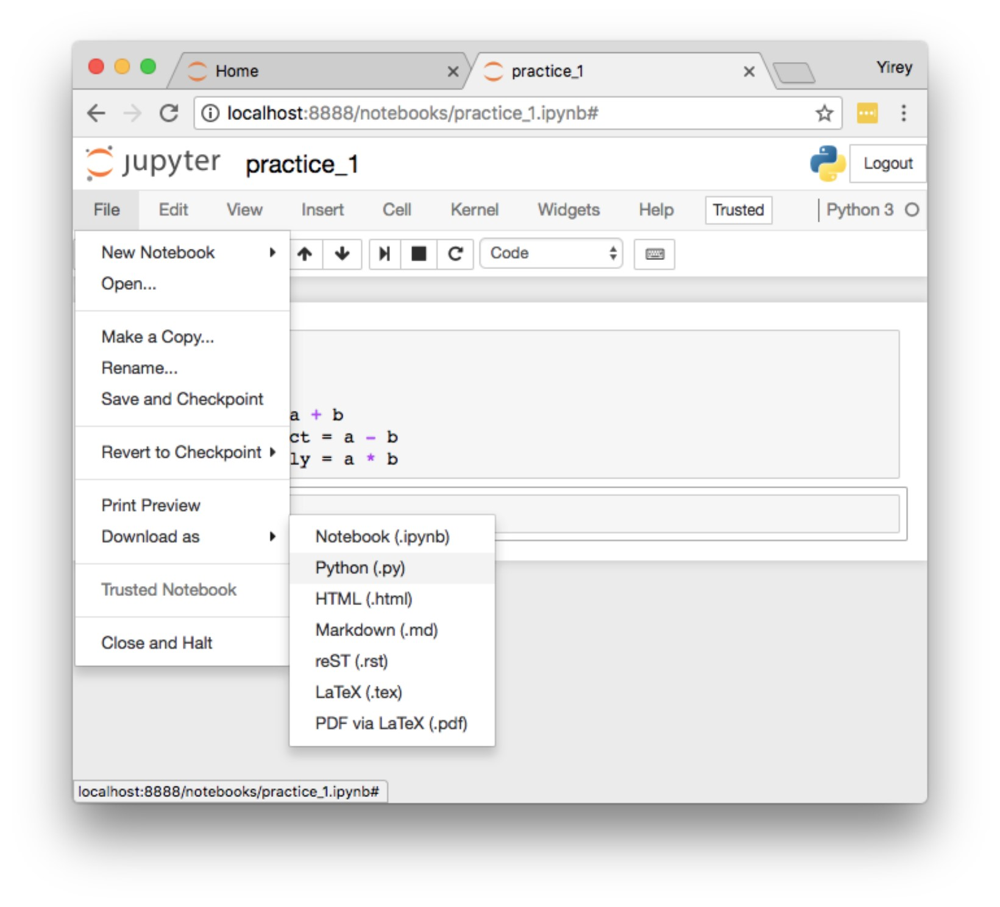 Home
practice_1
Yirey
localhost:8888/notebooks/practice_1.ipynb#
jupyter practice_1
Logout
File Edit View Insert Cell Kernel Widgets Help Trusted Python 3
New Notebook
Code
Open...
Make a Copy...
Rename...
Save and Checkpoint
a + b
ct = a - b
Revert to Checkpoint
ly = a * b
Print Preview
Download as
Notebook (.ipynb)
Python (.py)
Trusted Notebook
HTML (.html)
Markdown (.md)
Close and Halt
reST (.rst)
LaTeX (.tex)
PDF via LaTeX (.pdf)
localhost:8888/notebooks/practice_1.ipynb#